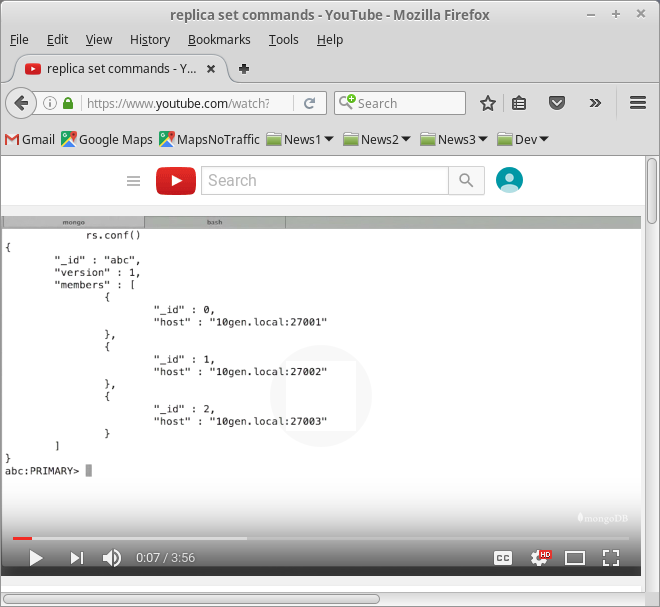 replica set commands - YouTube - Mozilla Firefox
File Edit View History Bookmarks Tools Help
replica set commands - Y...
https://www.youtube.com/watch? Search
Gmail Google Maps MapsNoTraffic News1 News2 News3 Dev
Search
mongo bash
rs.conf()
{
"_id" : "abc",
"version" : 1,
"members" : [
{
"_id" : 0,
"host" : "10gen.local:27001"
},
{
"_id" : 1,
"host" : "10gen.local:27002"
},
{
"_id" : 2,
"host" : "10gen.local:27003"
}
]
}
abc:PRIMARY>
mongoDB
0:07 / 3:56 CC HD